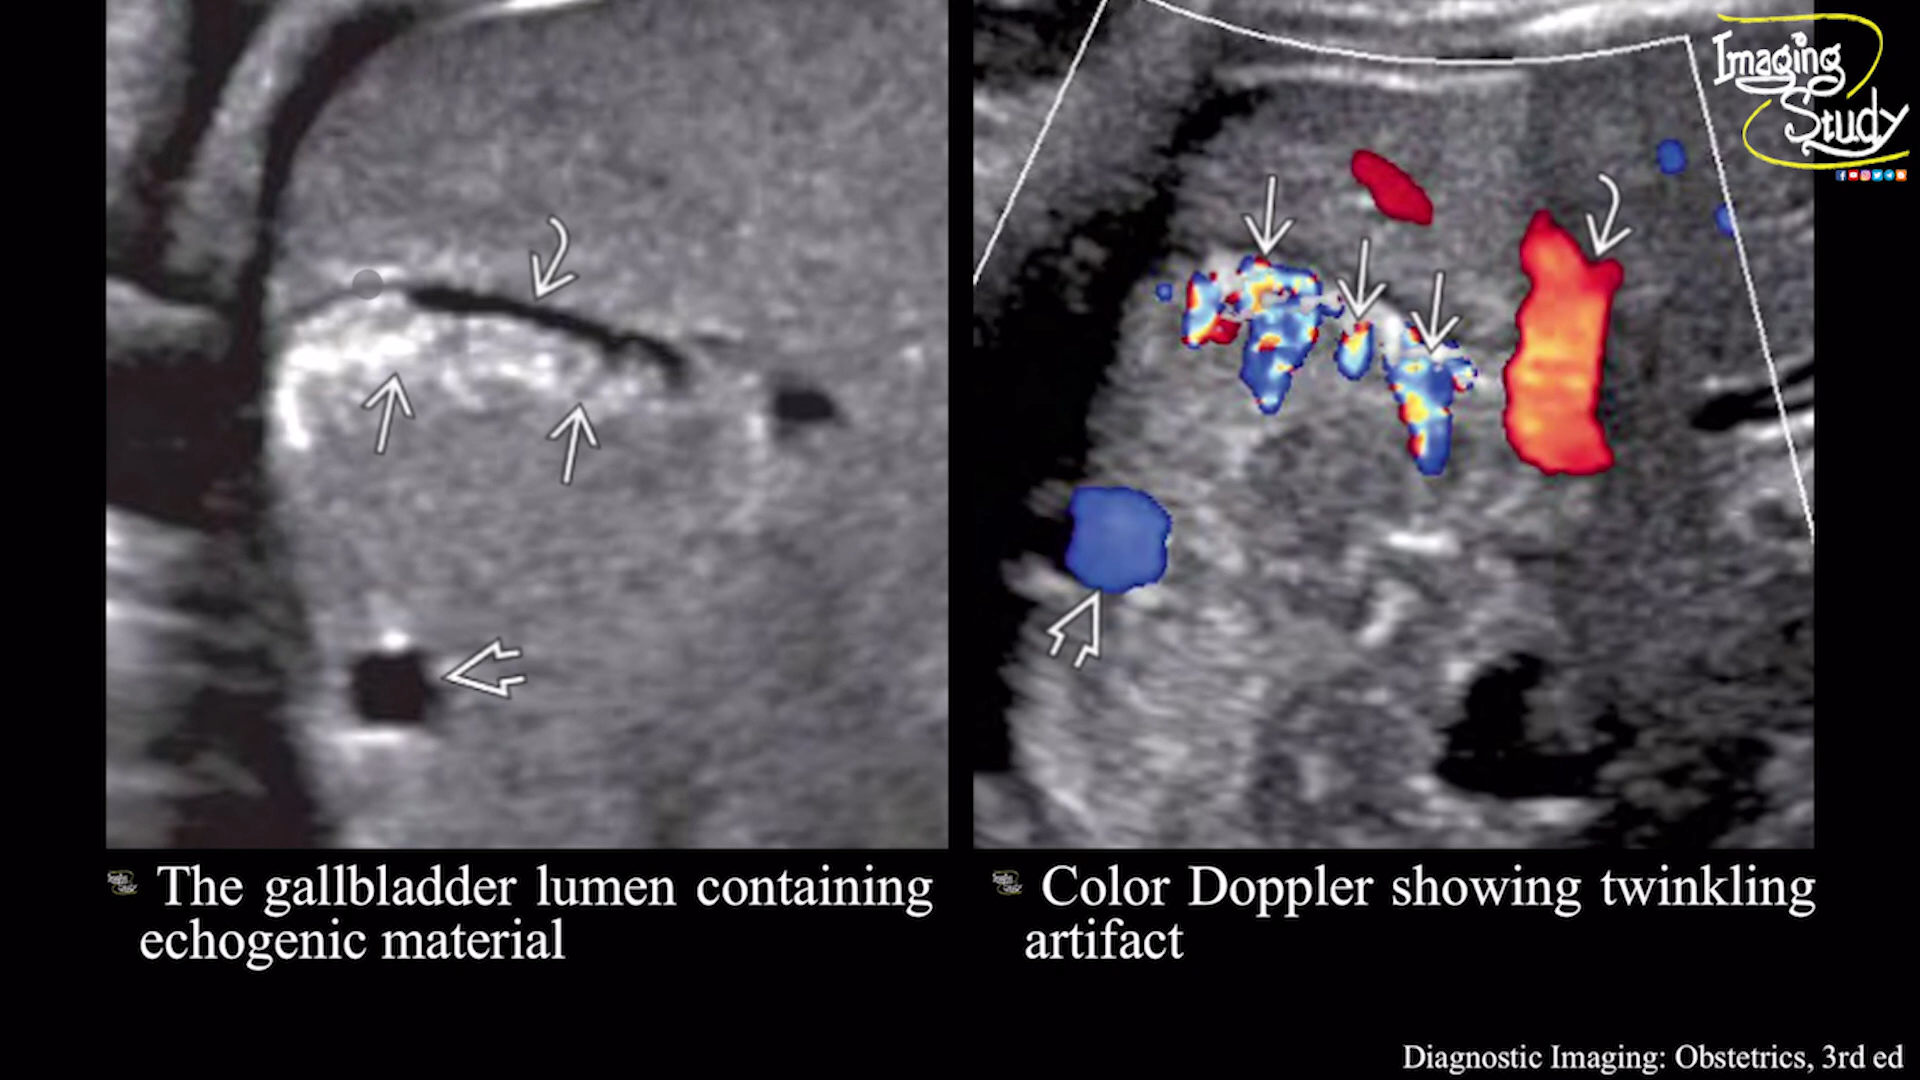 Imaging
Study
The gallbladder lumen containing
echogenic material
Color Doppler showing twinkling
artifact
Diagnostic Imaging: Obstetrics, 3rd ed